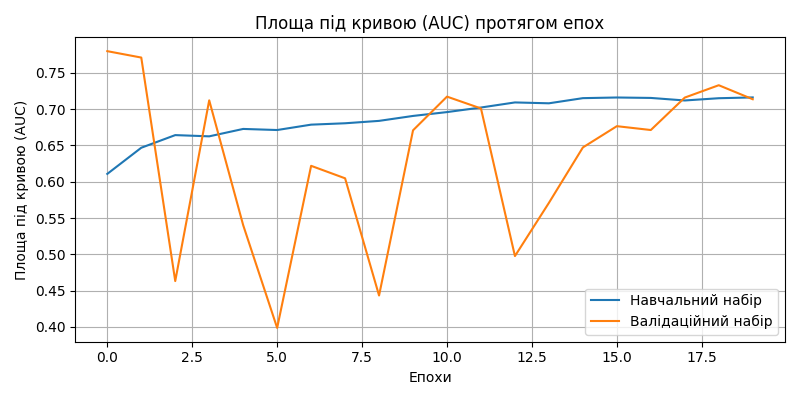 Площа під кривою (AUC) протягом епох
Площа під кривою (AUC)
0.75
0.70
0.65
0.60
0.55
0.50
0.45
0.40
0.0 2.5 5.0 7.5 10.0 12.5 15.0 17.5
Епохи
Навчальний набір
Валідаційний набір